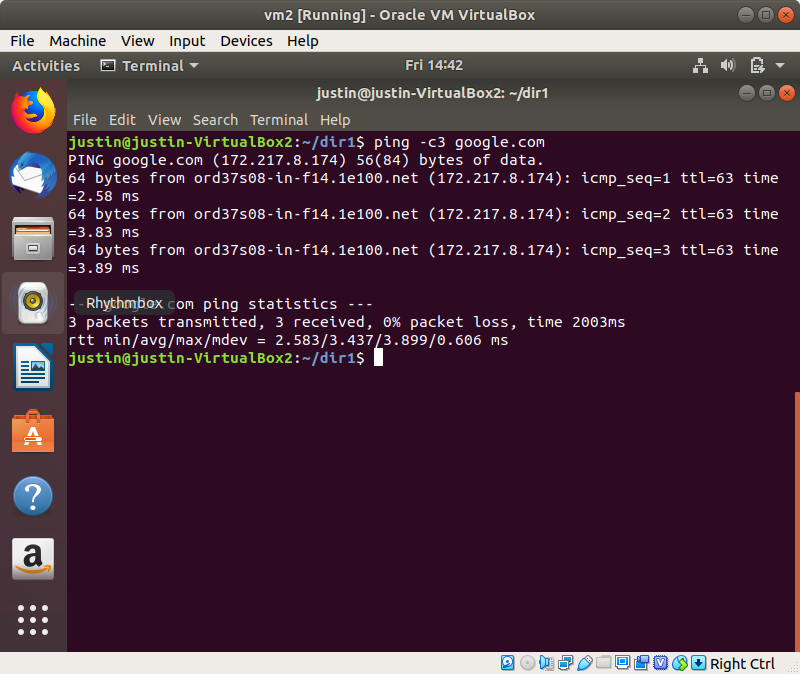 vm2 [Running] - Oracle VM VirtualBox
File Machine View Input Devices Help
Activities Terminal Fri 14:42
justin@justin-VirtualBox2: ~/dir1
File Edit View Search Terminal Help
justin@justin-VirtualBox2:~/dir1$ ping -c3 google.com
PING google.com (172.217.8.174) 56(84) bytes of data.
64 bytes from ord37s08-in-f14.1e100.net (172.217.8.174): icmp_seq=1 ttl=63 time
=2.58 ms
64 bytes from ord37s08-in-f14.1e100.net (172.217.8.174): icmp_seq=2 ttl=63 time
=3.83 ms
64 bytes from ord37s08-in-f14.1e100.net (172.217.8.174): icmp_seq=3 ttl=63 time
=3.89 ms
--- google.com ping statistics ---
Rhythmbox
3 packets transmitted, 3 received, 0% packet loss, time 2003ms
rtt min/avg/max/mdev = 2.583/3.437/3.899/0.606 ms
justin@justin-VirtualBox2:~/dir1$
Right Ctrl